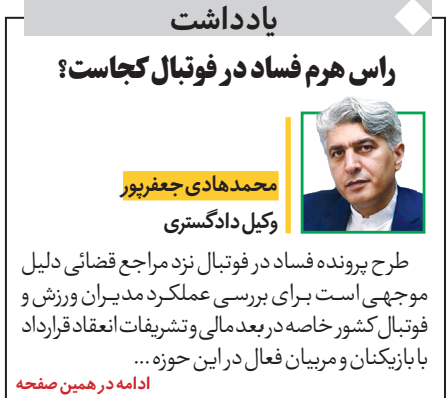 یادداشت
راس هرم فساد در فوتبال کجاست؟
محمدهادی جعفرپور
وکیل دادگستری
طرح پرونده فساد در فوتبال نزد مراجع قضائی دلیل
موجهی است برای بررسی عملکرد مدیران ورزش و
فوتبال کشور خاصه در بعد مالی و تشریفات انعقاد قرارداد
با بازیکنان و مربیان فعال در این حوزه ...
ادامه در همین صفحه